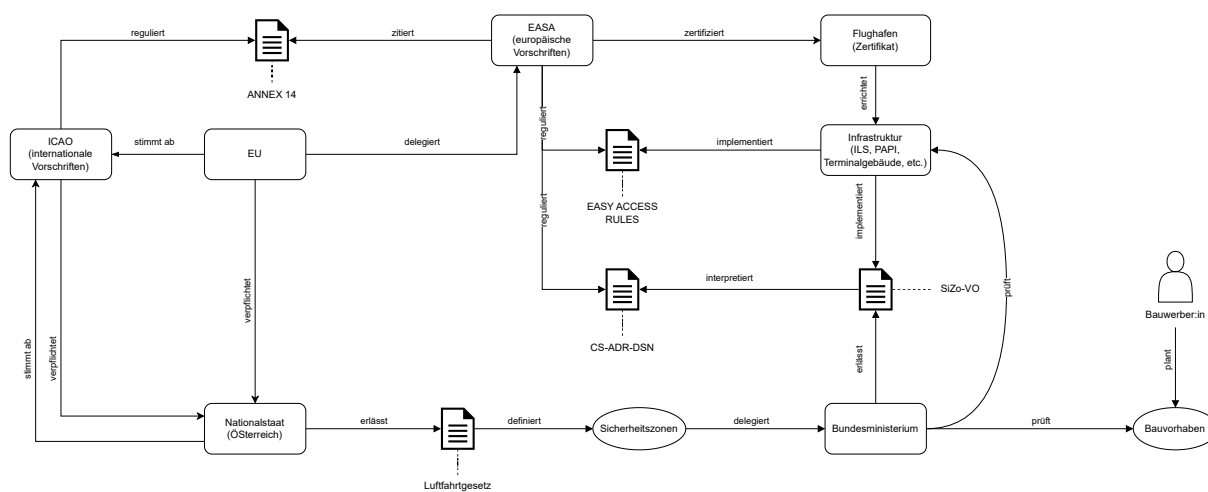 reguliert
zitiert
EASA
(europäische
Vorschriften)
zertifiziert
Flughafen
(Zertifikat)
ANNEX 14
errichtet
reguliert
ICAO
(internationale
Vorschriften)
stimmt ab
EU
delegiert
implementiert
Infrastruktur
(ILS, PAPI,
Terminalgebäude, etc.)
EASY ACCESS
RULES
reguliert
implementiert
verpflichtet
interpretiert
SiZo-VO
prüft
Bauwerber:in
CS-ADR-DSN
stimmt ab
verpflichtet
erlässt
plant
Nationalstaat
(ÖSterreich)
erlässt
definiert
Sicherheitszonen
delegiert
Bundesministerium
prüft
Bauvorhaben
Luftfahrtgesetz